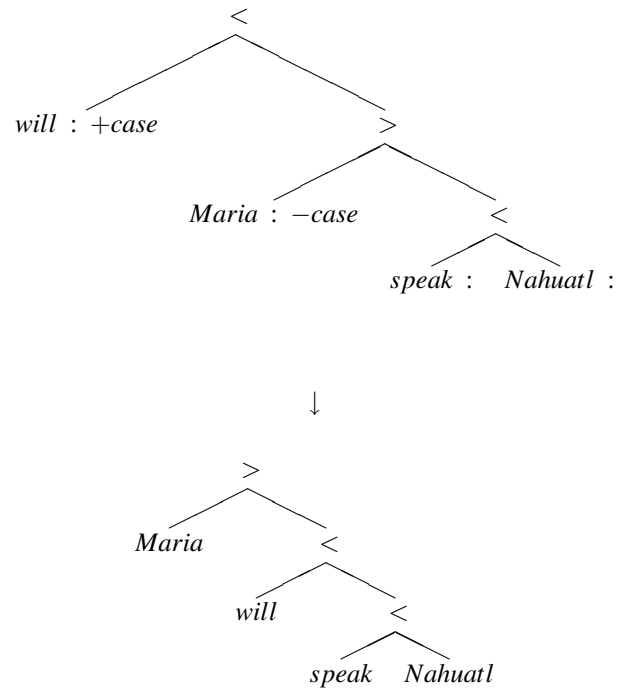 <
will : +case
>
Maria : −case
<
speak : Nahuatl :
↓
>
Maria
<
will
<
speak Nahuatl